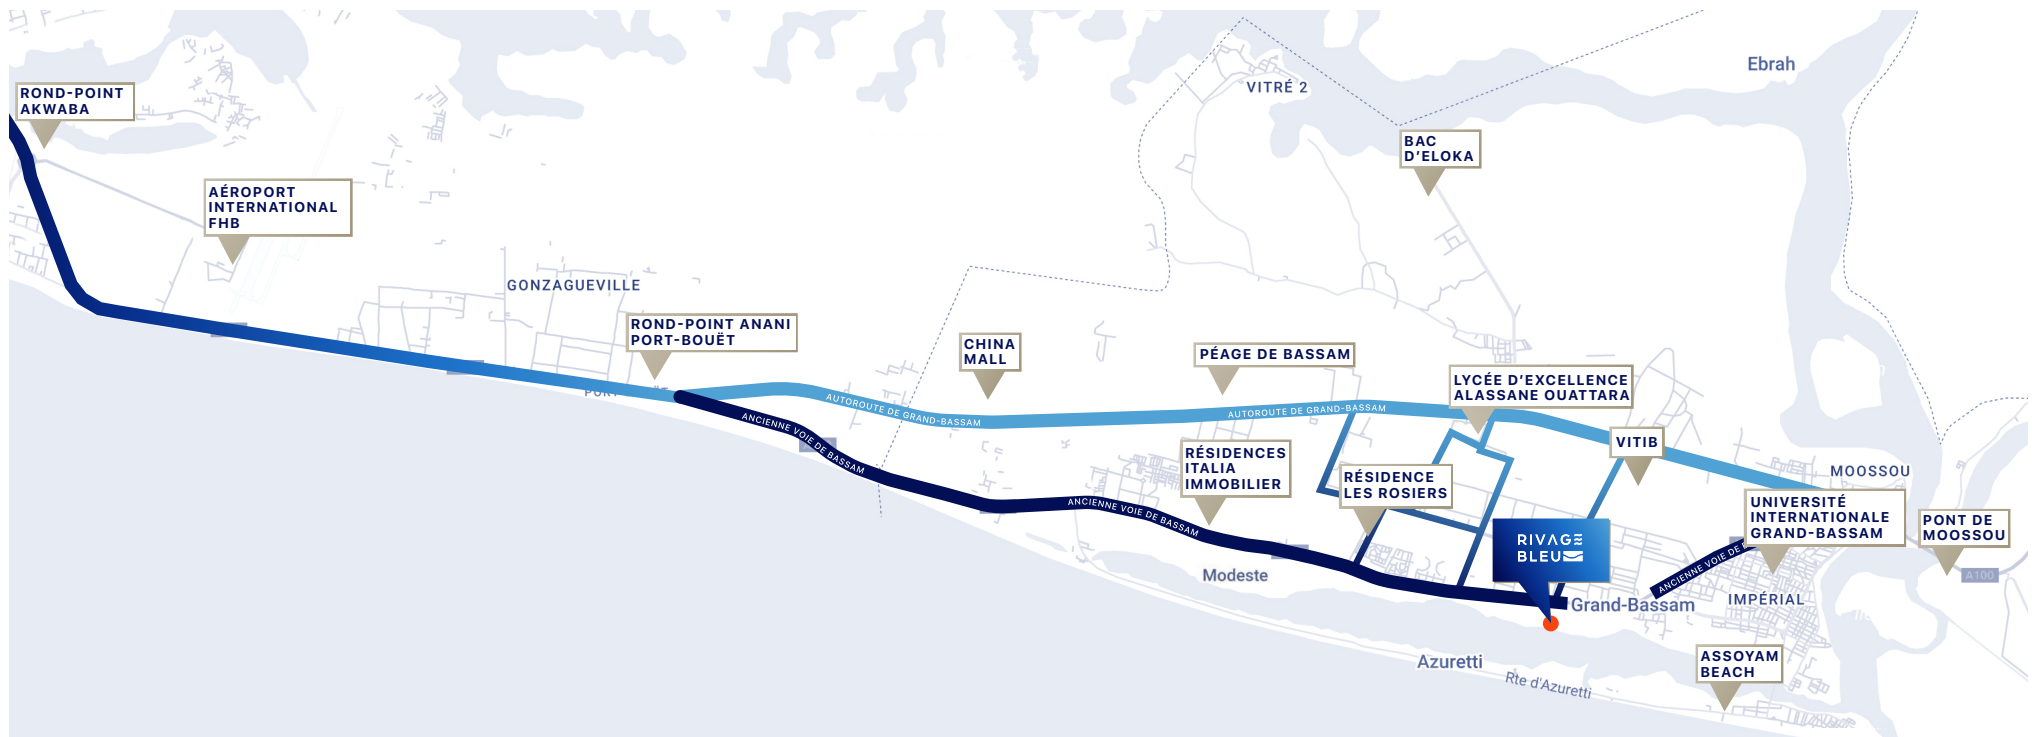 Ebrah
VITRÉ 2
ROND-POINT
AKWABA
BAC
D'ELOKA
AÉROPORT
INTERNATIONAL
FHB
GONZAGUEVILLE
ROND-POINT ANANI
PORT-BOUËT
CHINA
MALL
PÉAGE DE BASSAM
LYCÉE D'EXCELLENCE
ALASSANE OUATTARA
AUTOROUTE DE GRAND-BASSAM
AUTOROUTE DE GRAND-BASSAM
ANCIENNE VOIE DE BASSAM
VITIB
RÉSIDENCES
ITALIA
IMMOBILIER
RÉSIDENCE
LES ROSIERS
MOOSSOU
UNIVERSITÉ
INTERNATIONALE
GRAND-BASSAM
PONT DE
MOOSSOU
ANCIENNE VOIE DE BASSAM
RIVAGE
BLEU
ANCIENNE VOIE DE
A100
Modeste
Grand-Bassam
IMPÉRIAL
Azuretti
Rte d'Azuretti
ASSOYAM
BEACH